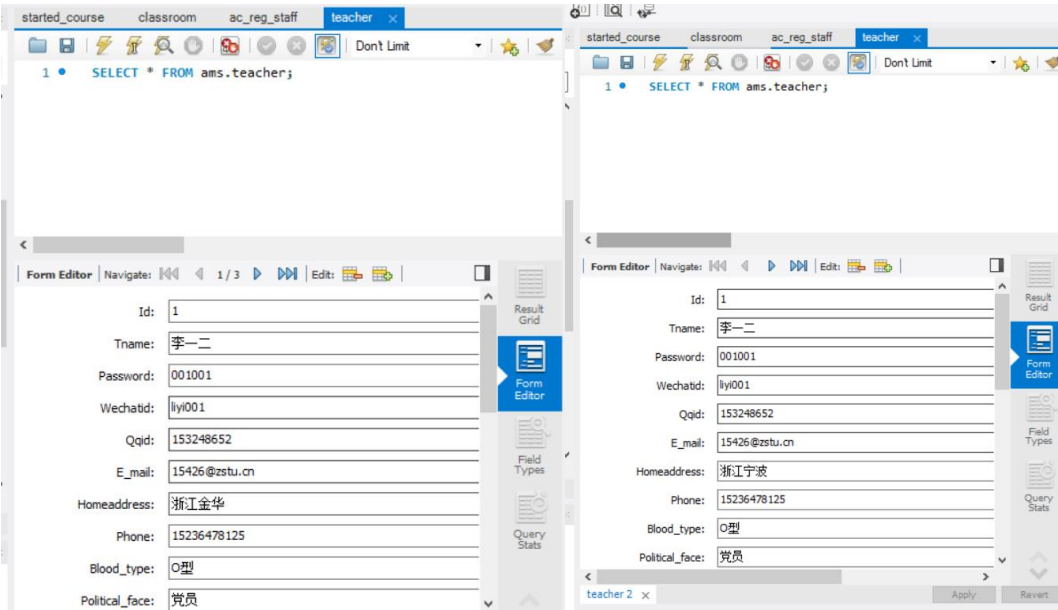 started_course classroom ac_reg_staff teacher
Don't Limit
1 SELECT * FROM ams.teacher;
Form Editor Navigate: 1 / 3 Edit:
Result Grid
Form Editor
Field Types
Query Stats
Id: 1
Tname: 李一二
Password: 001001
Wechatid: liyi001
Qqid: 153248652
E_mail: 15426@zstu.cn
Homeaddress: 浙江金华
Phone: 15236478125
Blood_type: O型
Political_face: 党员
started_course classroom ac_reg_staff teacher
Don't Limit
1 SELECT * FROM ams.teacher;
Form Editor Navigate: Edit:
Result Grid
Form Editor
Field Types
Query Stats
Id: 1
Tname: 李一二
Password: 001001
Wechatid: liyi001
Qqid: 153248652
E_mail: 15426@zstu.cn
Homeaddress: 浙江宁波
Phone: 15236478125
Blood_type: O型
Political_face: 党员
teacher 2
Apply Revert